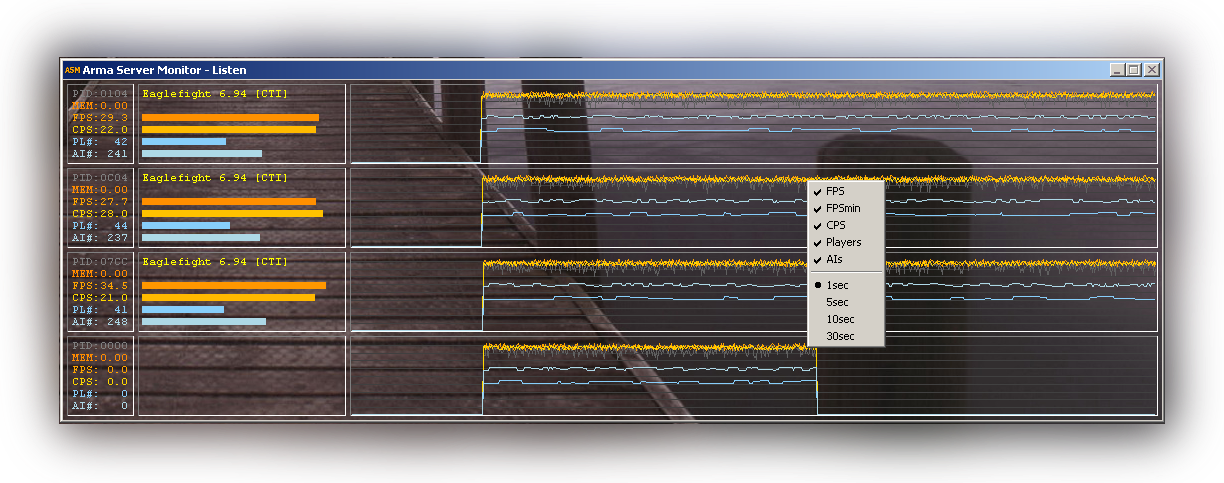 ASM Arma Server Monitor - Listen
PID:0104
MEM:0.00
FPS:29.3
CPS:22.0
PL#: 42
AI#: 241
Eaglefight 6.94 [CTI]
PID:0C04
MEM:0.00
FPS:27.7
CPS:28.0
PL#: 44
AI#: 237
Eaglefight 6.94 [CTI]
PID:07CC
MEM:0.00
FPS:34.5
CPS:21.0
PL#: 41
AI#: 248
Eaglefight 6.94 [CTI]
PID:0000
MEM:0.00
FPS: 0.0
CPS: 0.0
PL#: 0
AI#: 0
FPS
FPSmin
CPS
Players
AIs
1sec
5sec
10sec
30sec